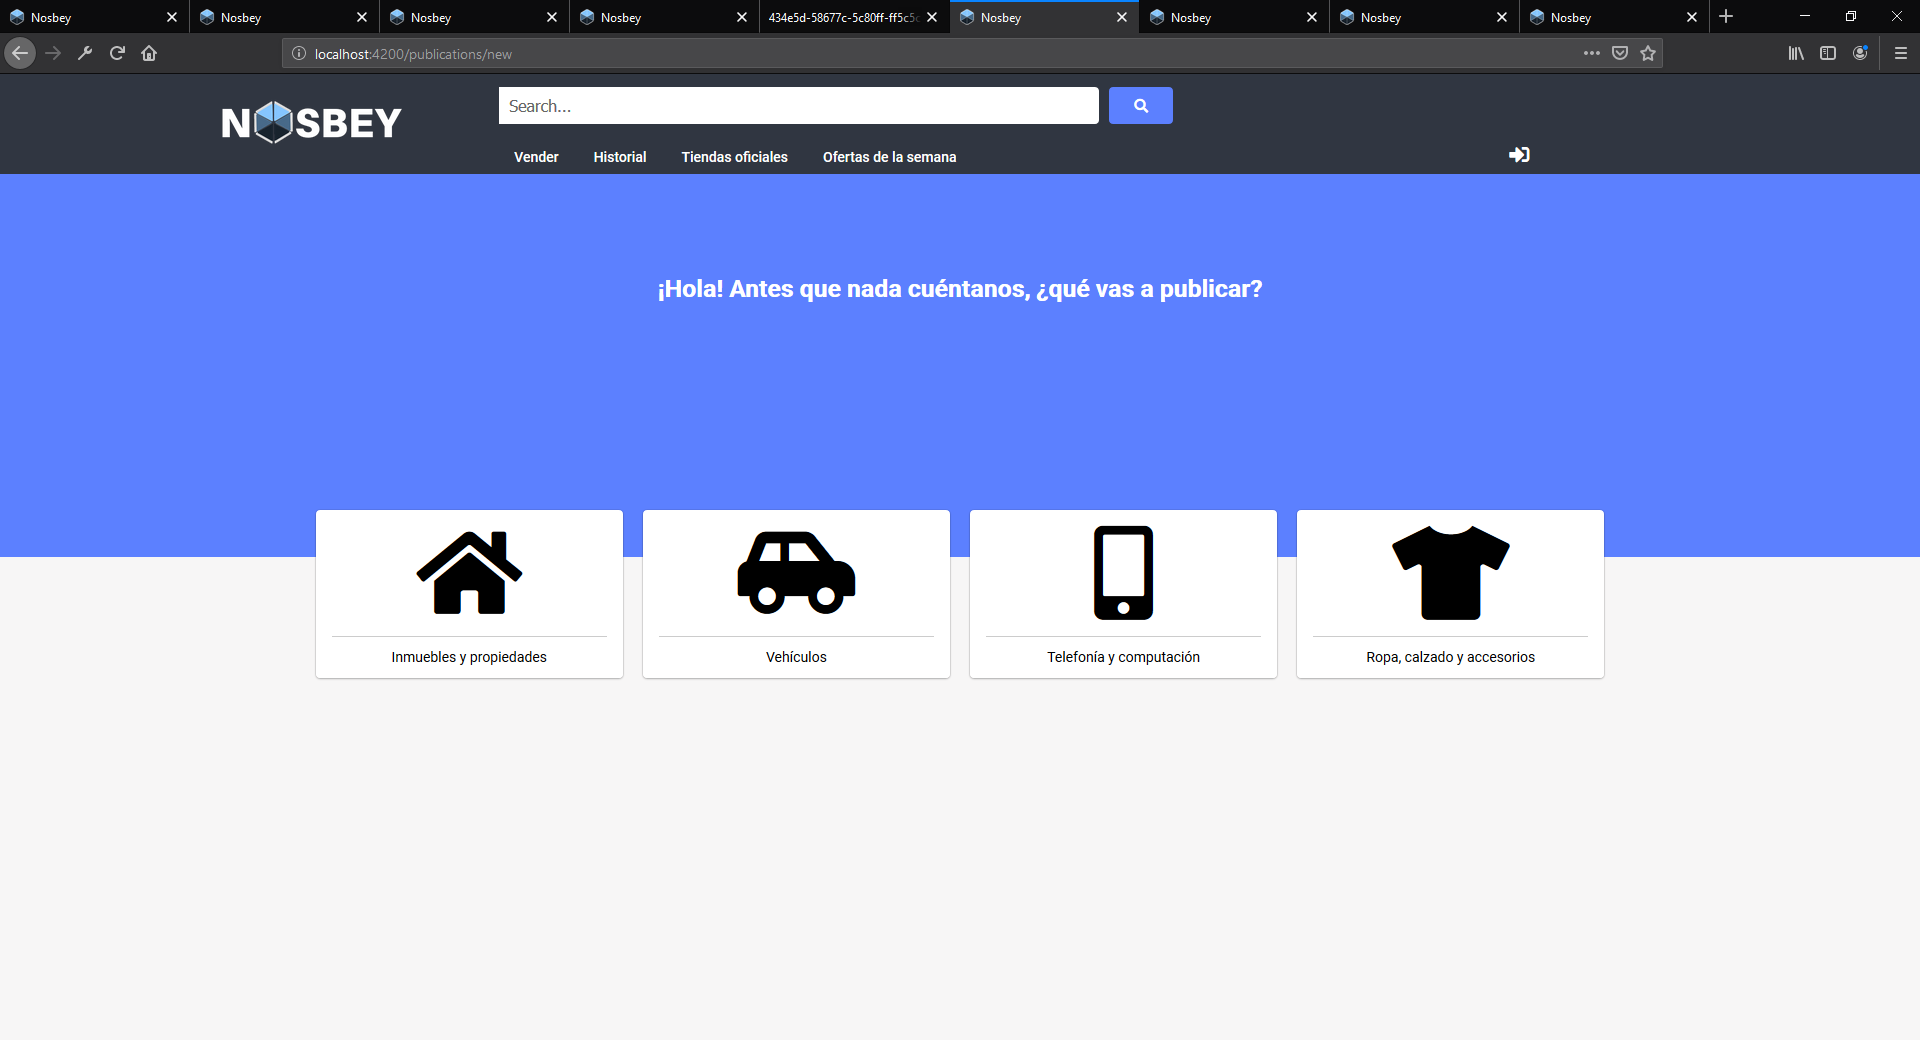 Nosbey
Nosbey
Nosbey
Nosbey
434e5d-58677c-5c80ff-ff5c5c
Nosbey
Nosbey
Nosbey
Nosbey
localhost:4200/publications/new
NOSBEY
Search...
Vender
Historial
Tiendas oficiales
Ofertas de la semana
¡Hola! Antes que nada cuéntanos, ¿qué vas a publicar?
Inmuebles y propiedades
Vehículos
Telefonía y computación
Ropa, calzado y accesorios